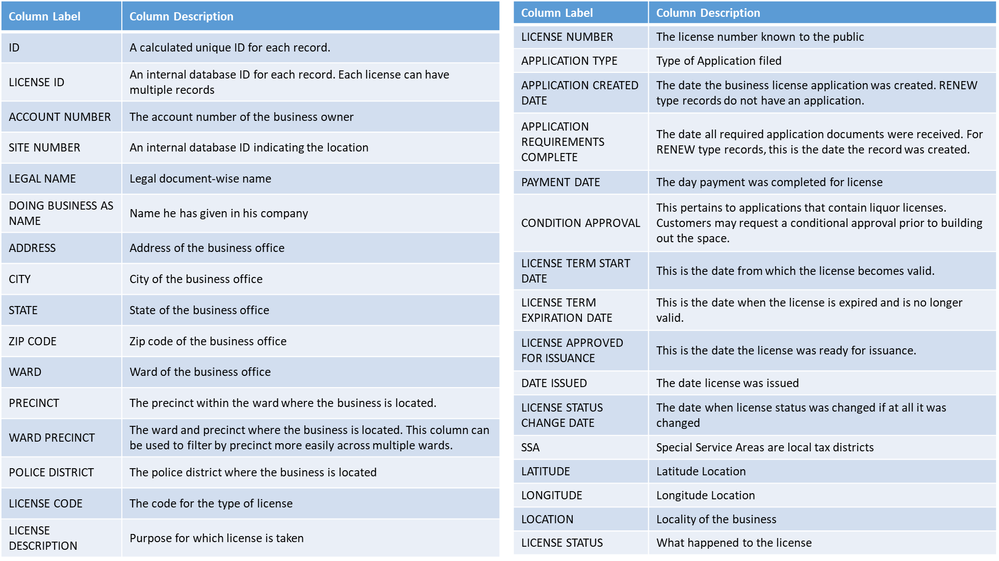 Column Label Column Description
ID A calculated unique ID for each record.
LICENSE ID An internal database ID for each record. Each license can have
multiple records
ACCOUNT NUMBER The account number of the business owner
SITE NUMBER An internal database ID indicating the location
LEGAL NAME Legal document-wise name
DOING BUSINESS AS
NAME
Name he has given in his company
ADDRESS Address of the business office
CITY City of the business office
STATE State of the business office
ZIP CODE Zip code of the business office
WARD Ward of the business office
PRECINCT The precinct within the ward where the business is located.
WARD PRECINCT The ward and precinct where the business is located. This column can
be used to filter by precinct more easily across multiple wards.
POLICE DISTRICT The police district where the business is located
LICENSE CODE The code for the type of license
LICENSE
DESCRIPTION
Purpose for which license is taken
Column Label Column Description
LICENSE NUMBER The license number known to the public
APPLICATION TYPE Type of Application filed
APPLICATION CREATED
DATE
The date the business license application was created. RENEW
type records do not have an application.
APPLICATION
REQUIREMENTS
COMPLETE
The date all required application documents were received. For
RENEW type records, this is the date the record was created.
PAYMENT DATE The day payment was completed for license
CONDITION APPROVAL
This pertains to applications that contain liquor licenses.
Customers may request a conditional approval prior to building
out the space.
LICENSE TERM START
DATE
This is the date from which the license becomes valid.
LICENSE TERM
EXPIRATION DATE
This is the date when the license is expired and is no longer
valid.
LICENSE APPROVED
FOR ISSUANCE
This is the date the license was ready for issuance.
DATE ISSUED The date license was issued
LICENSE STATUS
CHANGE DATE
The date when license status was changed if at all it was
changed
SSA Special Service Areas are local tax districts
LATITUDE Latitude Location
LONGITUDE Longitude Location
LOCATION Locality of the business
LICENSE STATUS What happened to the license